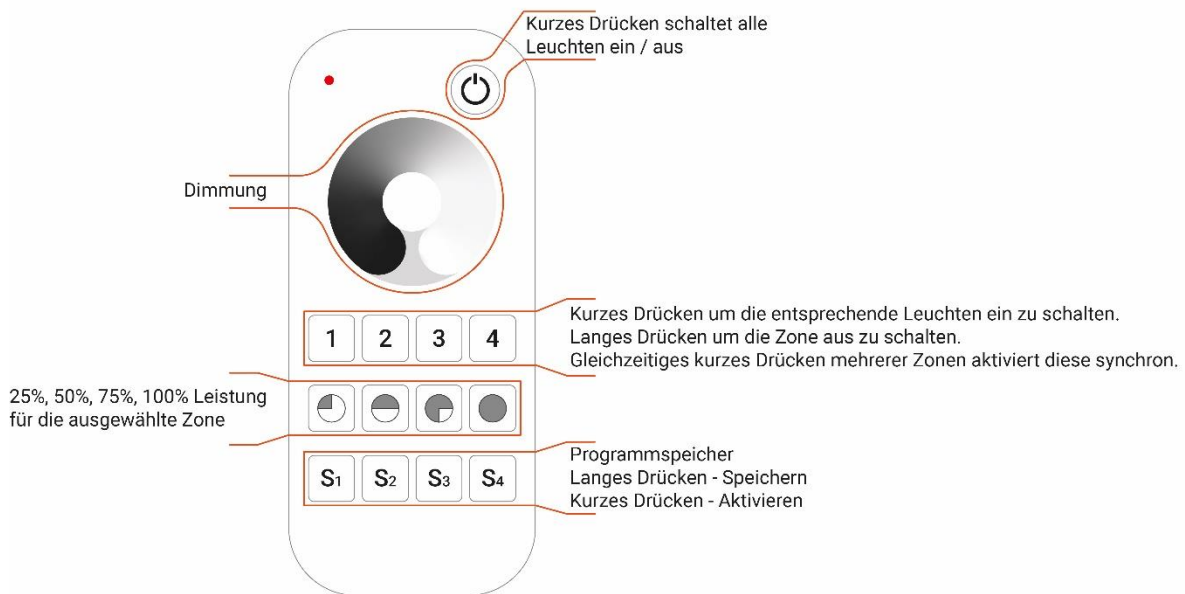 Kurzes Drücken schaltet alle
Leuchten ein / aus
Dimmung
1 2 3 4
Kurzes Drücken um die entsprechende Leuchten ein zu schalten.
Langes Drücken um die Zone aus zu schalten.
Gleichzeitiges kurzes Drücken mehrerer Zonen aktiviert diese synchron.
25%, 50%, 75%, 100% Leistung
für die ausgewählte Zone
S1 S2 S3 S4
Programmspeicher
Langes Drücken - Speichern
Kurzes Drücken - Aktivieren